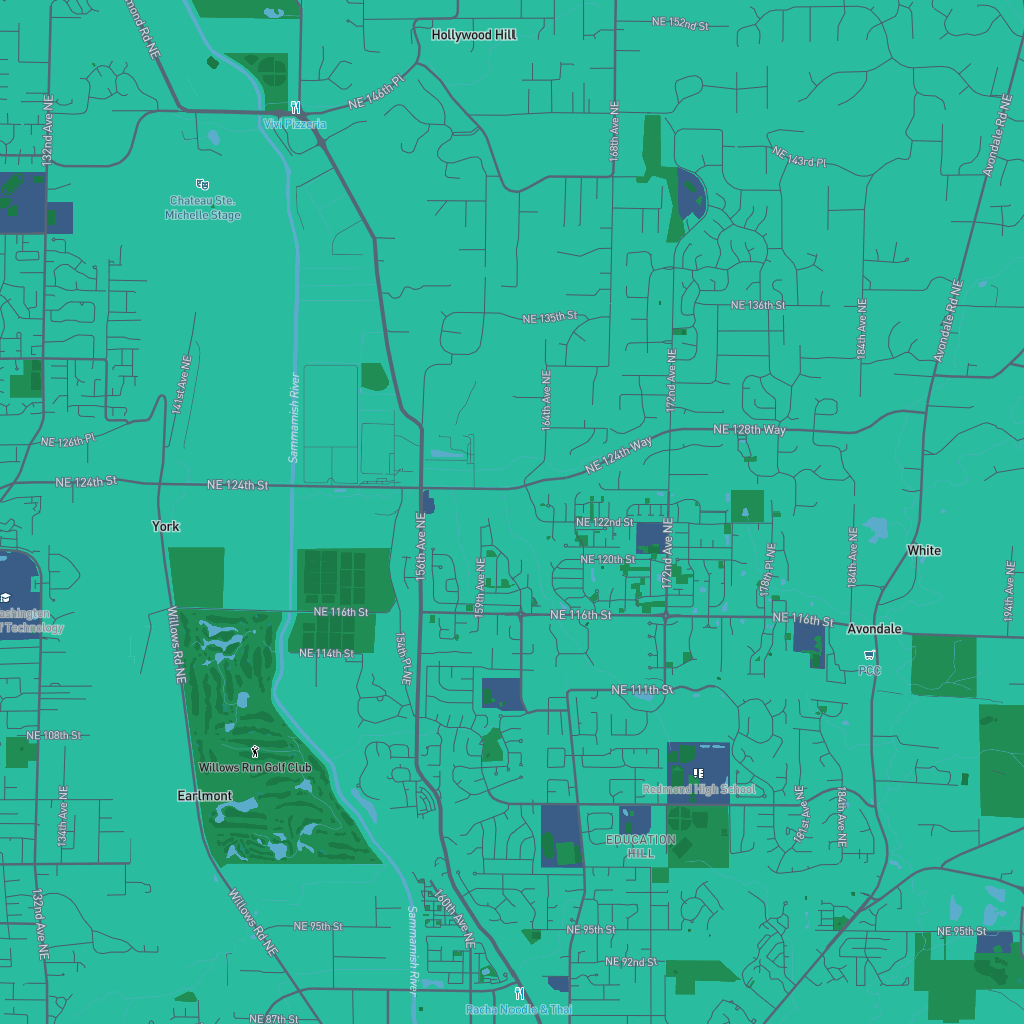 Hollywood Hill
NE 152nd St
mond Rd NE
NE 146th Pl
Vivi Pizzeria
132nd Ave NE
168th Ave NE
NE 143rd Pl
Avondale Rd NE
Chateau Ste.
Michelle Stage
NE 136th St
NE 135th St
184th Ave NE
Avondale Rd NE
141st Ave NE
Sammamish River
164th Ave NE
172nd Ave NE
NE 126th Pl
NE 124th Way
NE 128th Way
NE 124th St
NE 124th St
York
NE 122nd St
156th Ave NE
172nd Ave NE
184th Ave NE
White
NE 120th St
159th Ave NE
178th Pl NE
194th Ave NE
ashington
f Technology
NE 116th St
NE 116th St
NE 116th St
Avondale
Willows Rd NE
NE 114th St
154th Pl NE
PCC
NE 111th St
NE 108th St
Willows Run Golf Club
Redmond High School
Earlmont
134th Ave NE
181st Ave NE
184th Ave NE
EDUCATION
HILL
132nd Ave NE
Willows Rd NE
NE 95th St
Sammamish River
160th Ave NE
NE 95th St
NE 95th St
NE 92nd St
Racha Noodle & Thai
NE 87th St